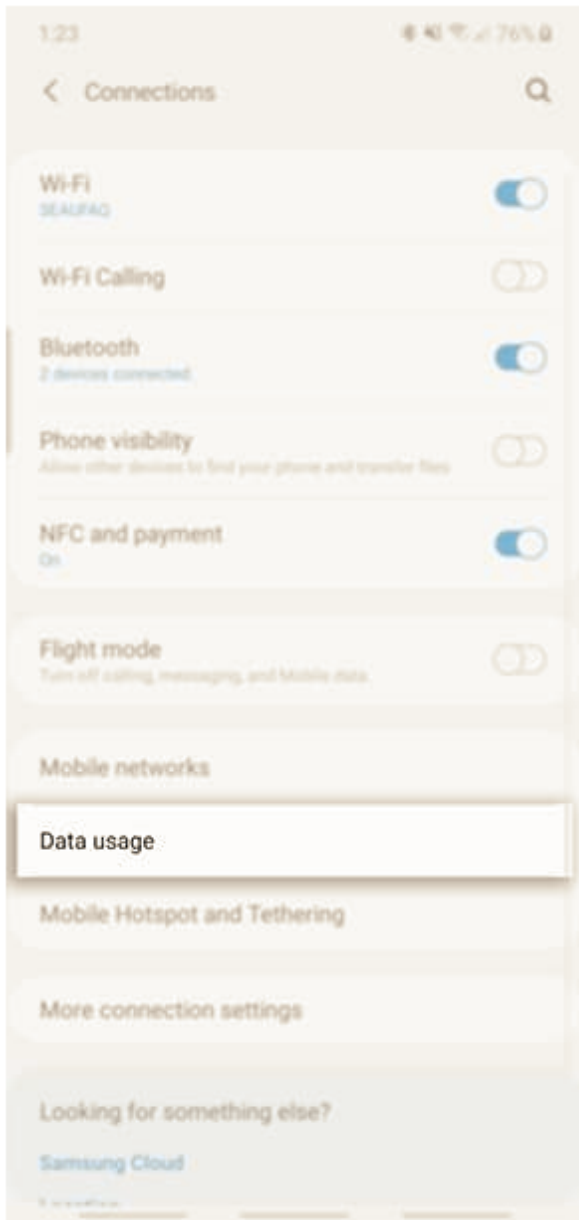 1:23
76%
Connections
Wi-Fi
SEAUFAQ
Wi-Fi Calling
Bluetooth
2 devices connected
Phone visibility
Allow other devices to find your phone and transfer files.
NFC and payment
On
Flight mode
Turn off calling, messaging, and Mobile data.
Mobile networks
Data usage
Mobile Hotspot and Tethering
More connection settings
Looking for something else?
Samsung Cloud